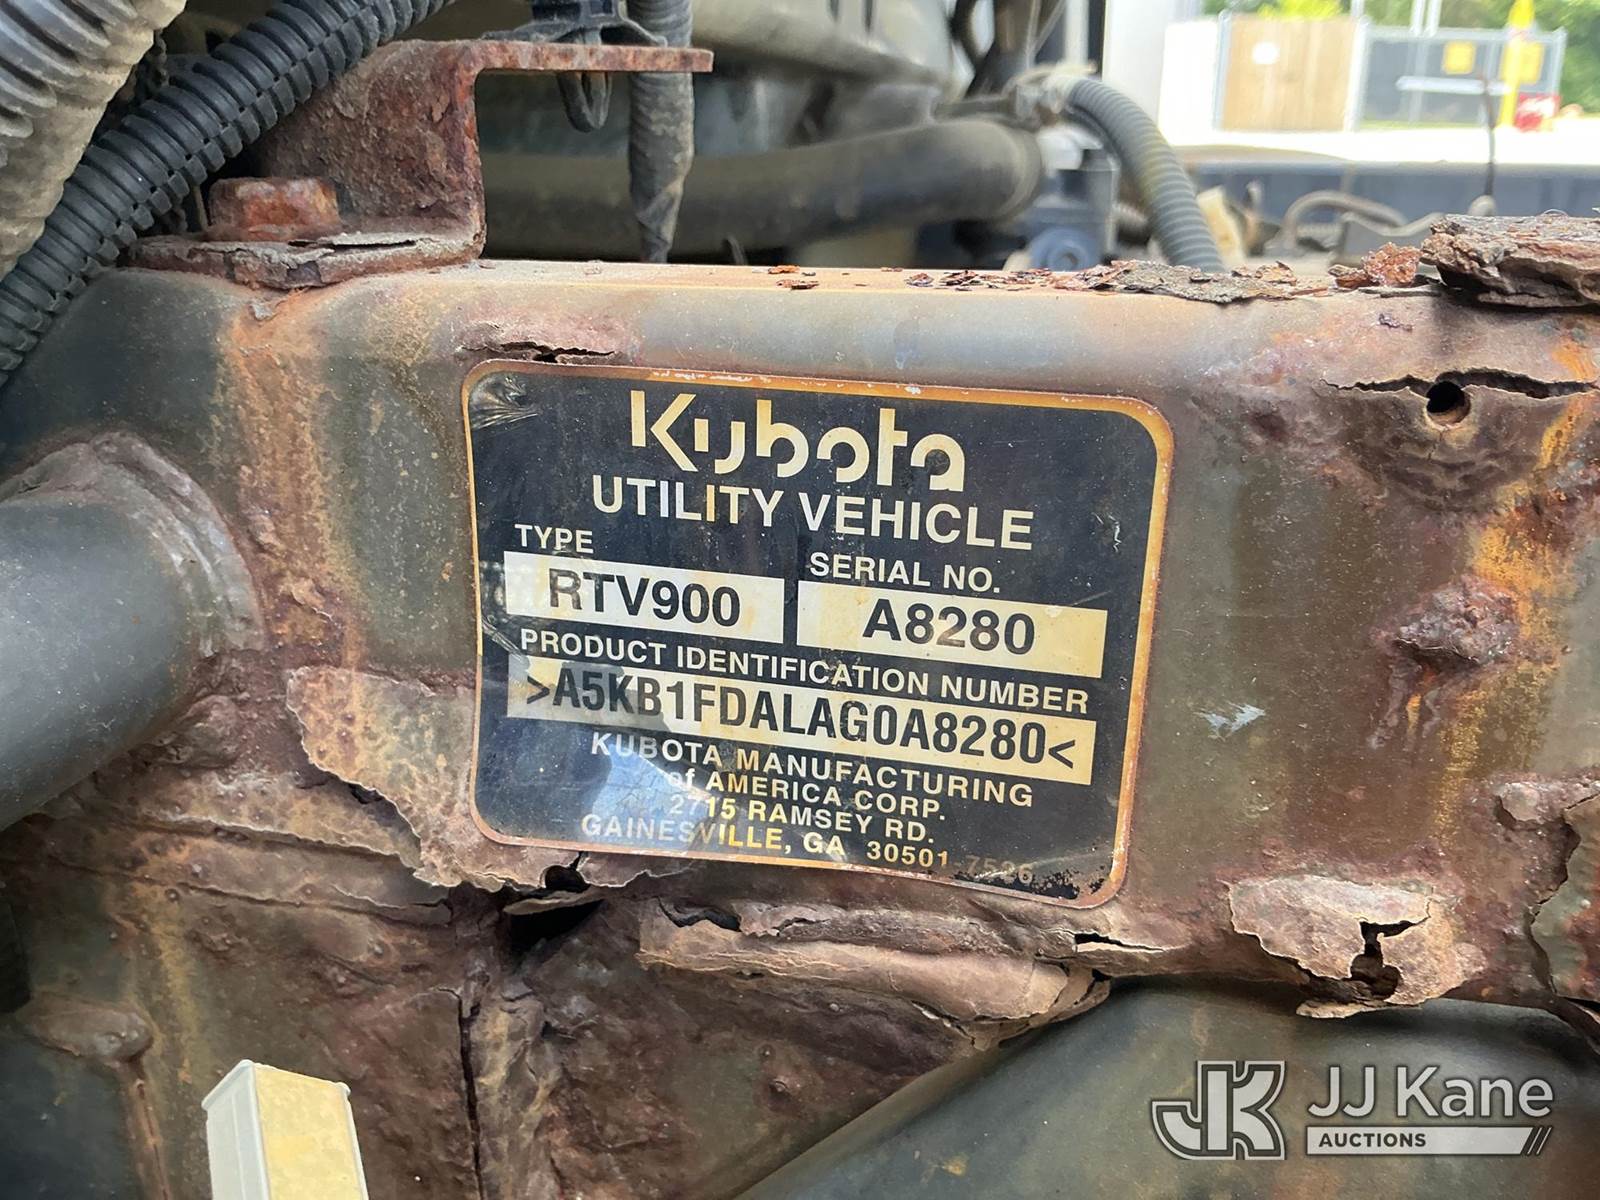 Kubota
UTILITY VEHICLE
TYPE
SERIAL NO.
RTV900
A8280
PRODUCT IDENTIFICATION NUMBER
>A5KB1FDALAG0A8280<
KUBOTA MANUFACTURING
of AMERICA CORP.
2715 RAMSEY RD.
GAINESVILLE, GA 30501-7526
JJ Kane
AUCTIONS